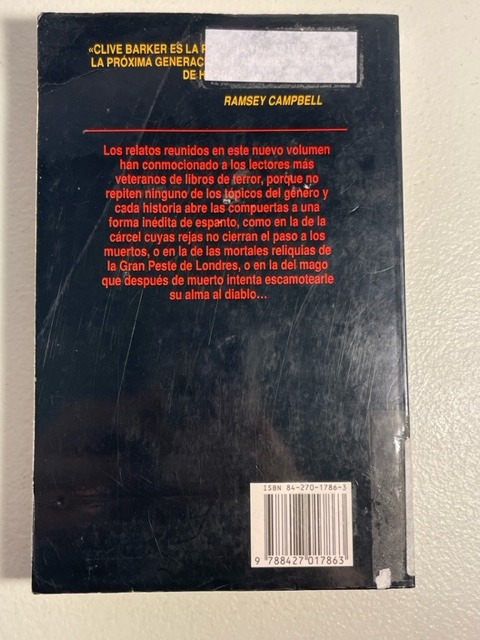 «CLIVE BARKER ES LA
LA PRÓXIMA GENERAC
DE
RAMSEY CAMPBELL
Los relatos reunidos en este nuevo volumen
han conmocionado a los lectores más
veteranos de libros de terror, porque no
repiten ninguno de los tópicos del género y
cada historia abre las compuertas a una
forma inédita de espanto, como en la de la
cárcel cuyas rejas no cierran el paso a los
muertos, o en la de las mortales reliquias de
la Gran Peste de Londres, o en la del mago
que después de muerto intenta escamotearle
su alma al diablo...
ISBN 84-270-1786-3
9 788427 017863